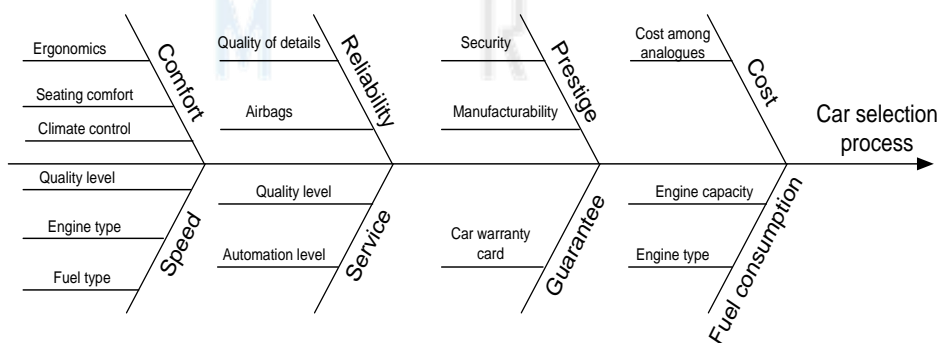 Ergonomics
Seating comfort
Climate control
Comfort
Quality of details
Airbags
Reliability
Security
Manufacturability
Prestige
Cost among
analogues
Cost
Car selection
process
Quality level
Engine type
Fuel type
Speed
Quality level
Automation level
Service
Car warranty
card
Guarantee
Engine capacity
Engine type
Fuel consumption
M
R